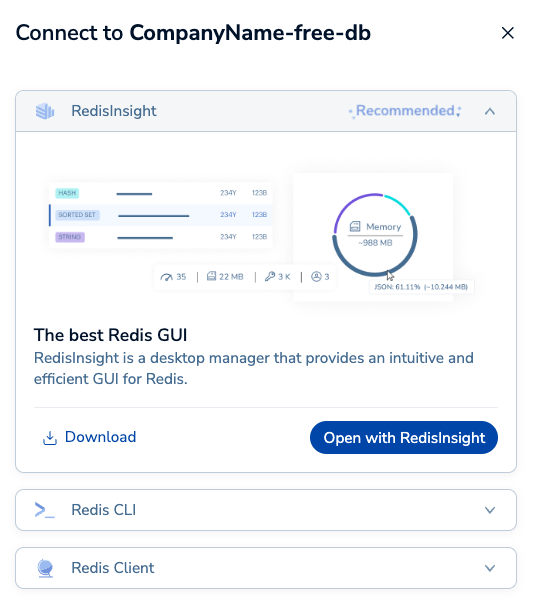 Connect to CompanyName-free-db
RedisInsight
Recommended
HASH 234Y 123B
SORTED SET 234Y 123B
STRING 234Y 123B
Memory
~988 MB
35 | 22 MB | 3 K | 3
JSON: 61.11% (~10.244 MB)
The best Redis GUI
RedisInsight is a desktop manager that provides an intuitive and
efficient GUI for Redis.
Download
Open with RedisInsight
>_ Redis CLI
Redis Client